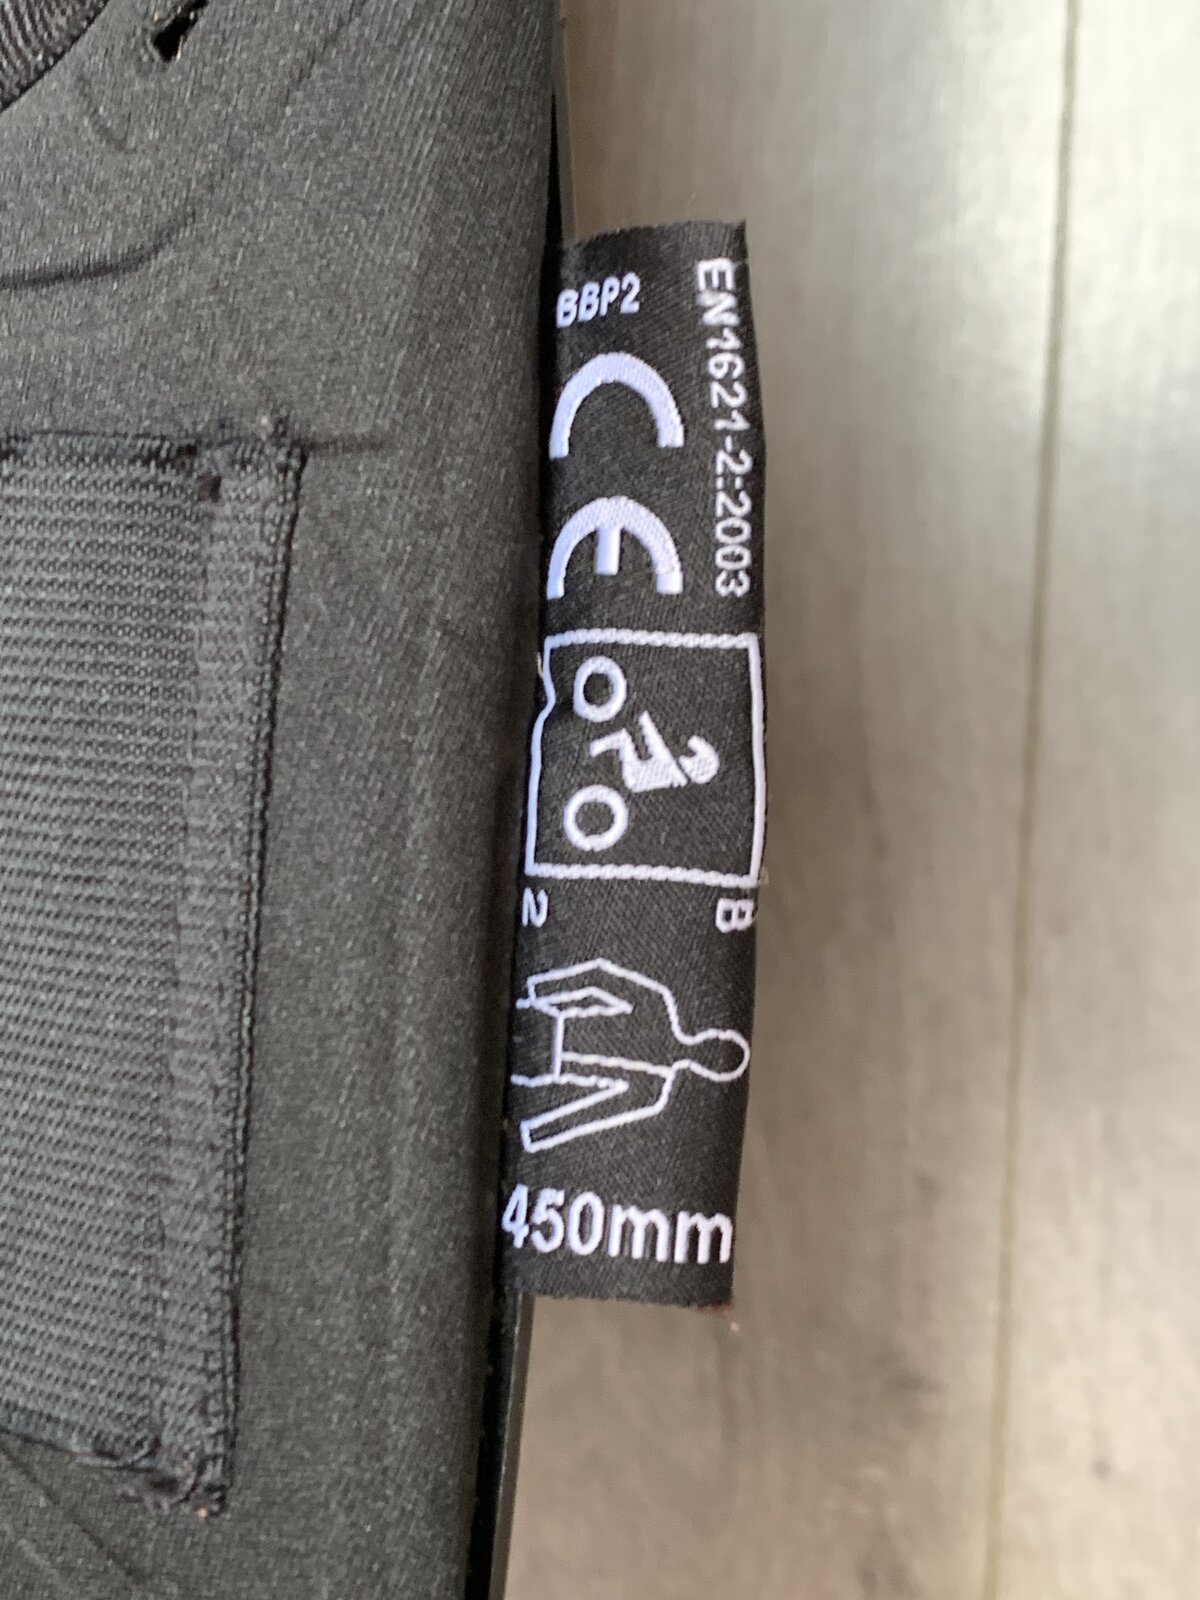 BBP2
CE
EN1621-2:2003
2
B
450mm